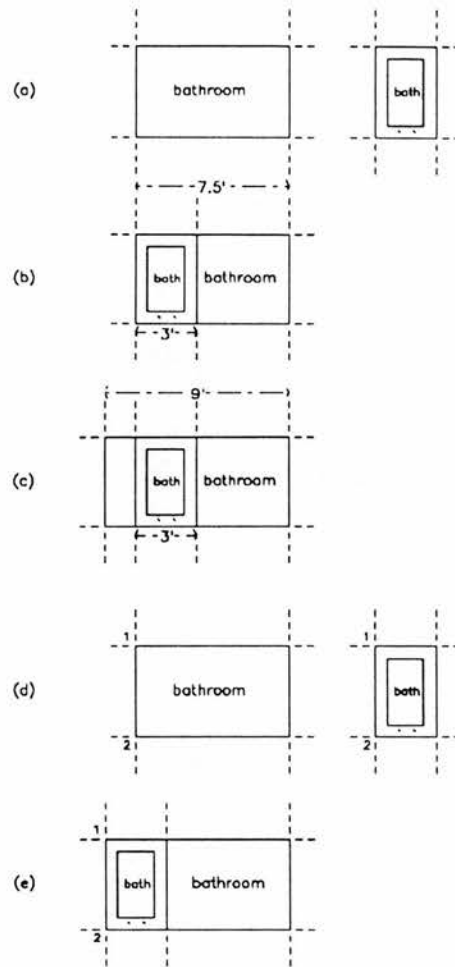 (a) bathroom bath
7.5'
(b) bath bathroom
3'
9'
(c) bath bathroom
3'
1 1
(d) bathroom bath
2 2
1
(e) bath bathroom
2